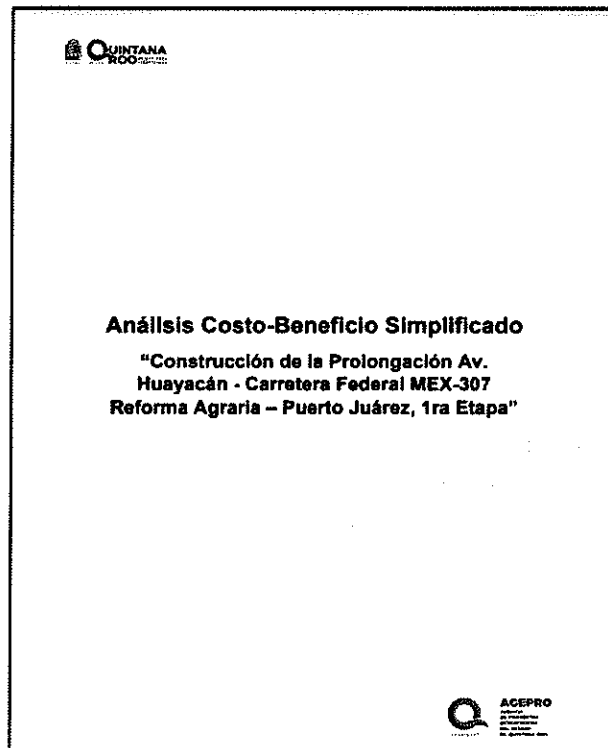 QUINTANA
ROO
Análisis Costo-Beneficio Simplificado
“Construcción de la Prolongación Av.
Huayacán - Carretera Federal MEX-307
Reforma Agraria – Puerto Juárez, 1ra Etapa”
AGEPRO